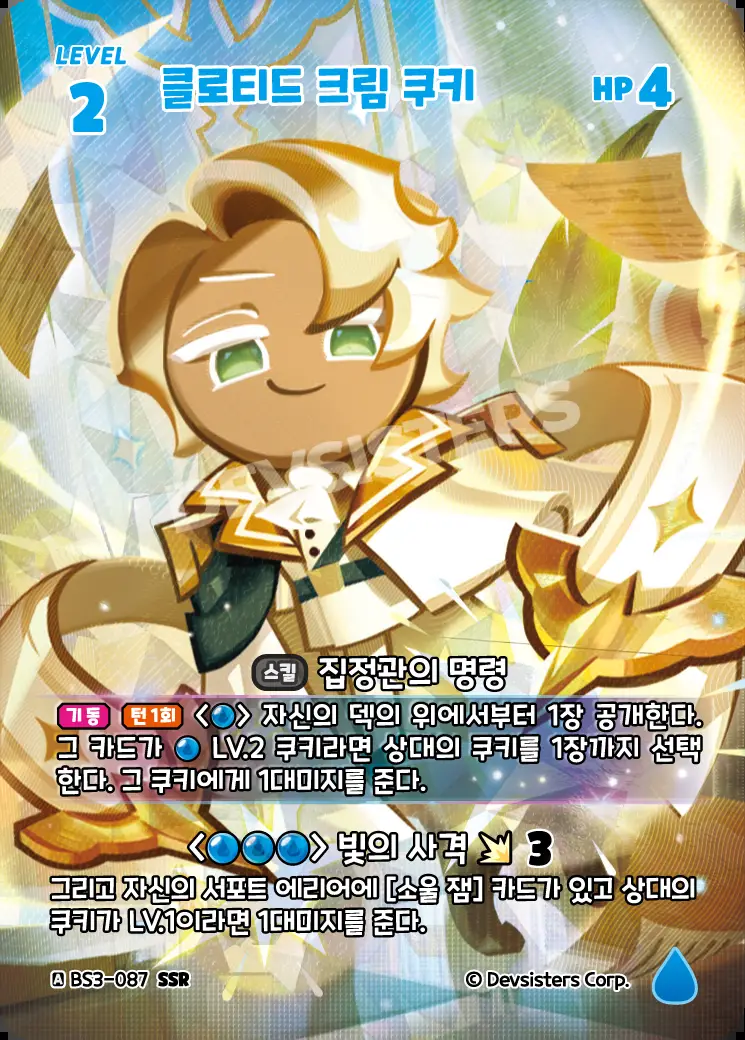 LEVEL
2
클로티드 크림 쿠키
HP 4
DEVSISTERS
스킬 집정관의 명령
기동 턴 1회 < > 자신의 덱의 위에서부터 1장 공개한다.
그 카드가 LV.2 쿠키라면 상대의 쿠키를 1장까지 선택
한다. 그 쿠키에게 1대미지를 준다.
< > 빛의 사격 3
그리고 자신의 서포트 에리어에 [소울 잼] 카드가 있고 상대의
쿠키가 LV.1이라면 1대미지를 준다.
A BS3-087 SSR
© Devsisters Corp.